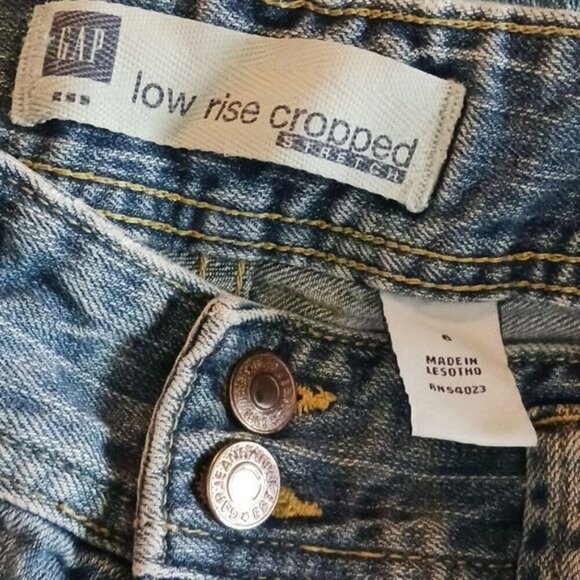 GAP
low rise cropped
STRETCH
6
MADE IN
LESOTHO
RN54023